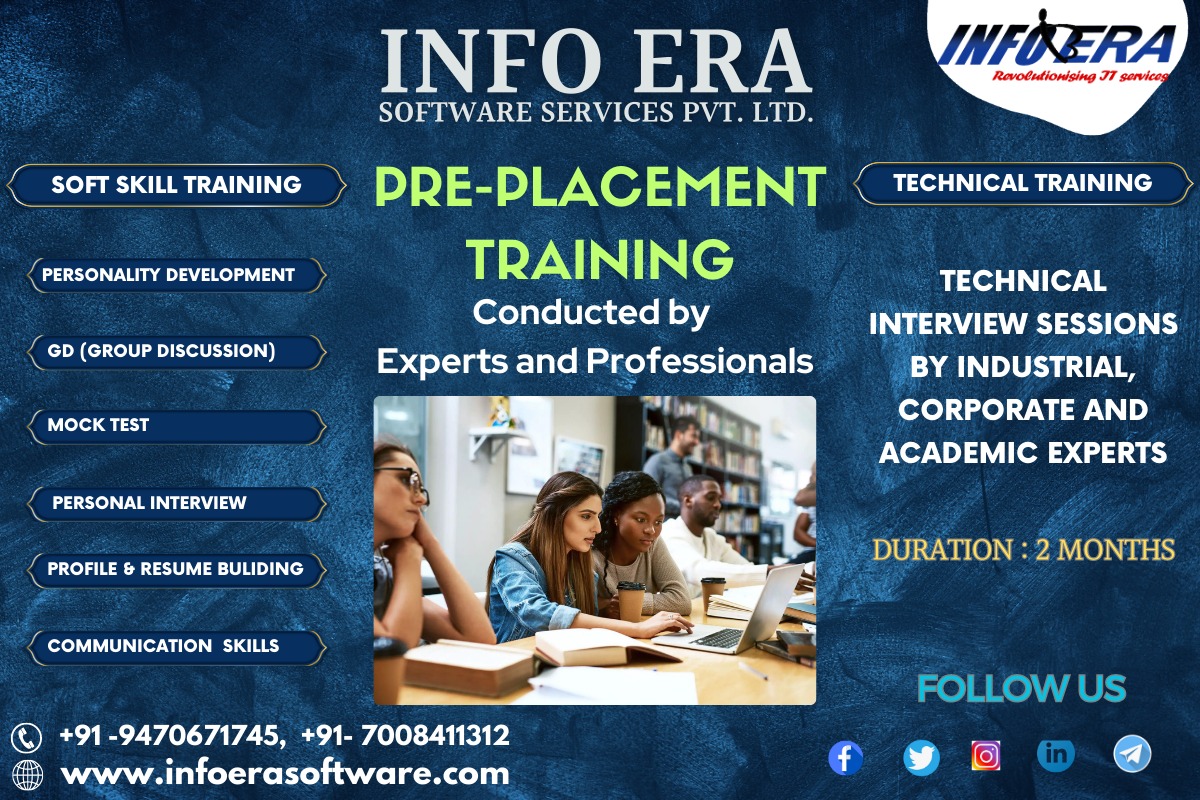 INFO ERA
SOFTWARE SERVICES PVT. LTD.
INFO ERA
Revolutionising IT services
SOFT SKILL TRAINING
PERSONALITY DEVELOPMENT
GD (GROUP DISCUSSION)
MOCK TEST
PERSONAL INTERVIEW
PROFILE & RESUME BULIDING
COMMUNICATION SKILLS
PRE-PLACEMENT
TRAINING
Conducted by
Experts and Professionals
TECHNICAL TRAINING
TECHNICAL
INTERVIEW SESSIONS
BY INDUSTRIAL,
CORPORATE AND
ACADEMIC EXPERTS
DURATION : 2 MONTHS
FOLLOW US
+91 -9470671745, +91- 7008411312
www.infoerasoftware.com